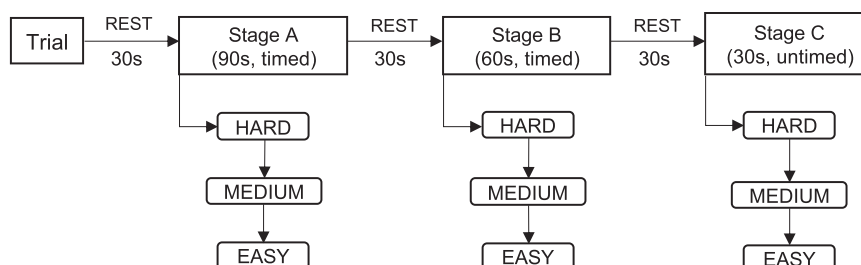 Trial
REST
30s
Stage A
(90s, timed)
REST
30s
Stage B
(60s, timed)
REST
30s
Stage C
(30s, untimed)
HARD
MEDIUM
EASY
HARD
MEDIUM
EASY
HARD
MEDIUM
EASY